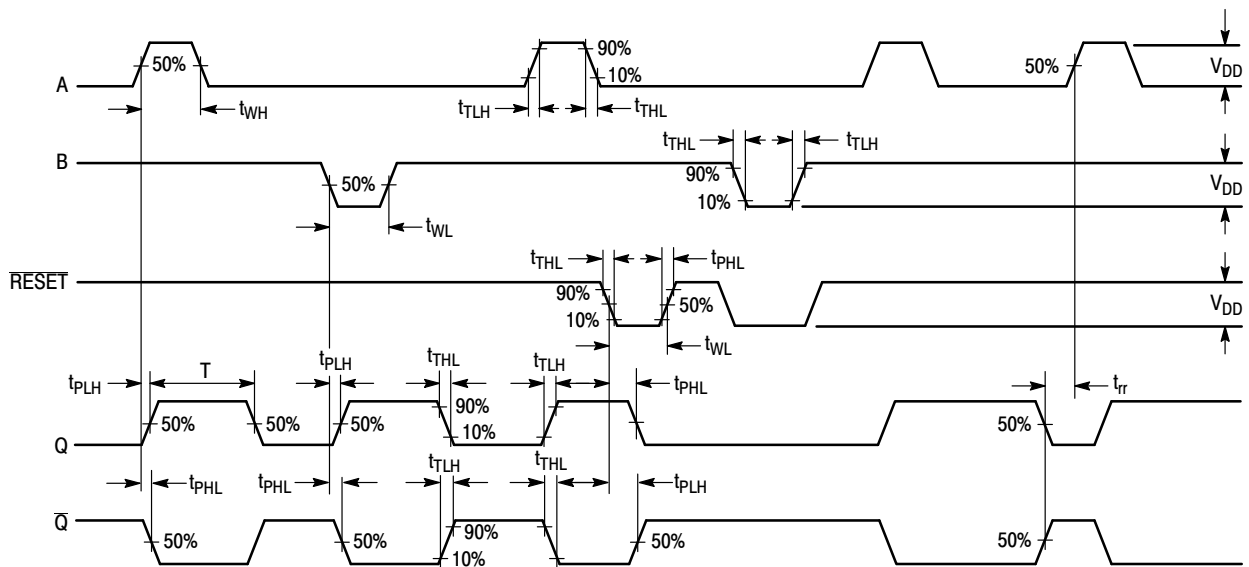 A
50%
t_WH
t_TLH
90%
10%
t_THL
50%
V_DD
B
50%
t_WL
t_THL
t_TLH
90%
10%
V_DD
RESET
t_THL
t_PHL
90%
10%
50%
t_WL
V_DD
t_PLH
T
t_PLH
t_THL
t_TLH
t_PHL
t_rr
Q
50%
50%
50%
90%
10%
50%
t_PHL
t_PHL
t_TLH
t_THL
t_PLH
Q
50%
50%
90%
10%
50%
50%